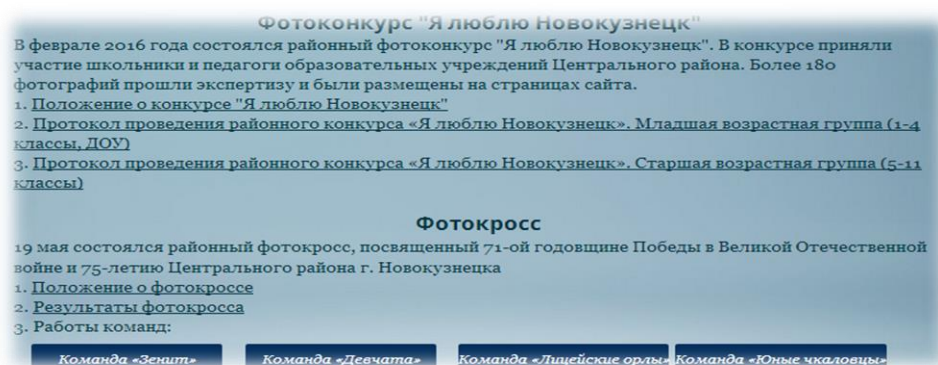 Фотоконкурс "Я люблю Новокузнецк"
В феврале 2016 года состоялся районный фотоконкурс "Я люблю Новокузнецк". В конкурсе приняли
участие школьники и педагоги образовательных учреждений Центрального района. Более 180
фотографий прошли экспертизу и были размещены на страницах сайта.
1. Положение о конкурсе "Я люблю Новокузнецк"
2. Протокол проведения районного конкурса «Я люблю Новокузнецк». Младшая возрастная группа (1-4
классы, ДОУ)
3. Протокол проведения районного конкурса «Я люблю Новокузнецк». Старшая возрастная группа (5-11
классы)
Фотокросс
19 мая состоялся районный фотокросс, посвященный 71-ой годовщине Победы в Великой Отечественной
войне и 75-летию Центрального района г. Новокузнецка
1. Положение о фотокроссе
2. Результаты фотокросса
3. Работы команд:
Команда «Зенит» Команда «Девчата» Команда «Лицейские орлы» Команда «Юные чкаловцы»